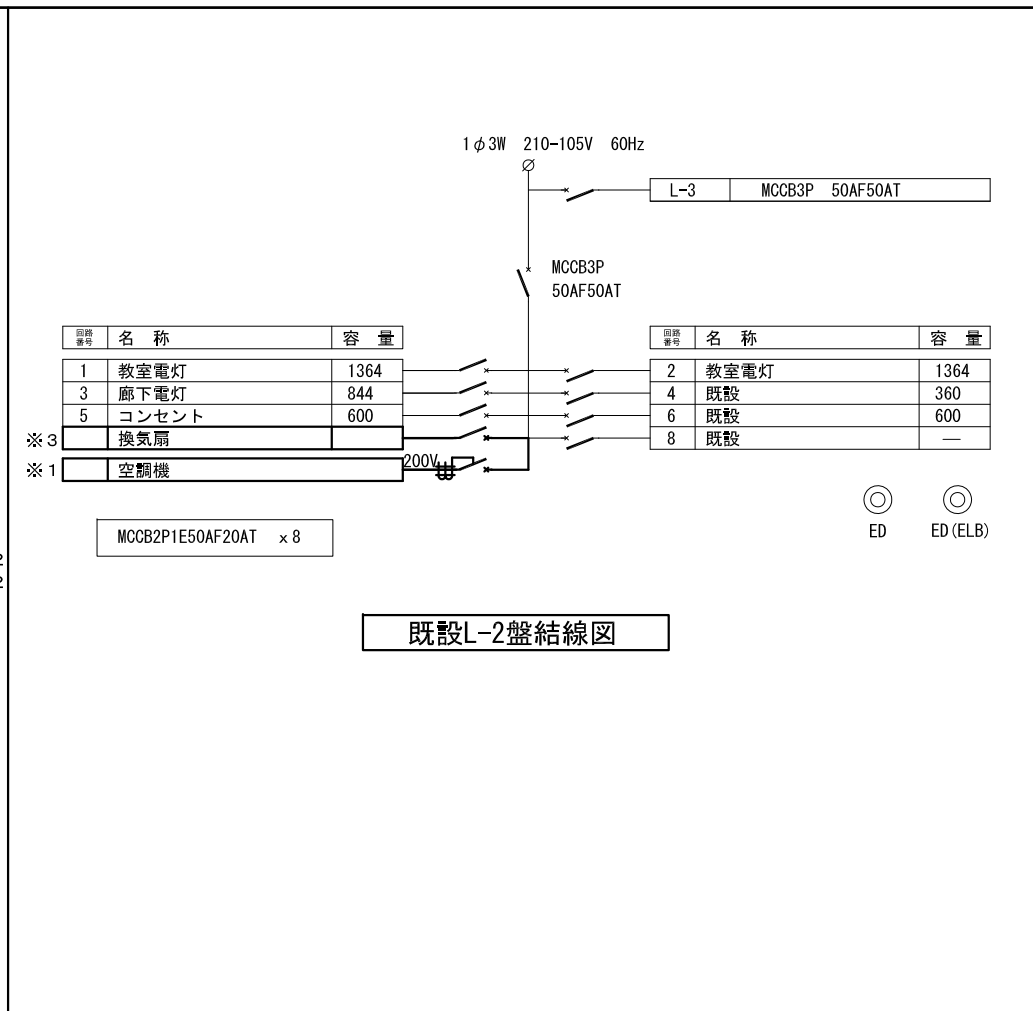 1φ3W 210-105V 60Hz
L-3 MCCB3P 50AF50AT
MCCB3P
50AF50AT
回路番号 名 称 容 量
1 教室電灯 1364
3 廊下電灯 844
5 コンセント 600
※3 換気扇
※1 空調機
200V
回路番号 名 称 容 量
2 教室電灯 1364
4 既設 360
6 既設 600
8 既設 —
MCCB2P1E50AF20AT ×8
ED ED(ELB)
既設L-2盤結線図